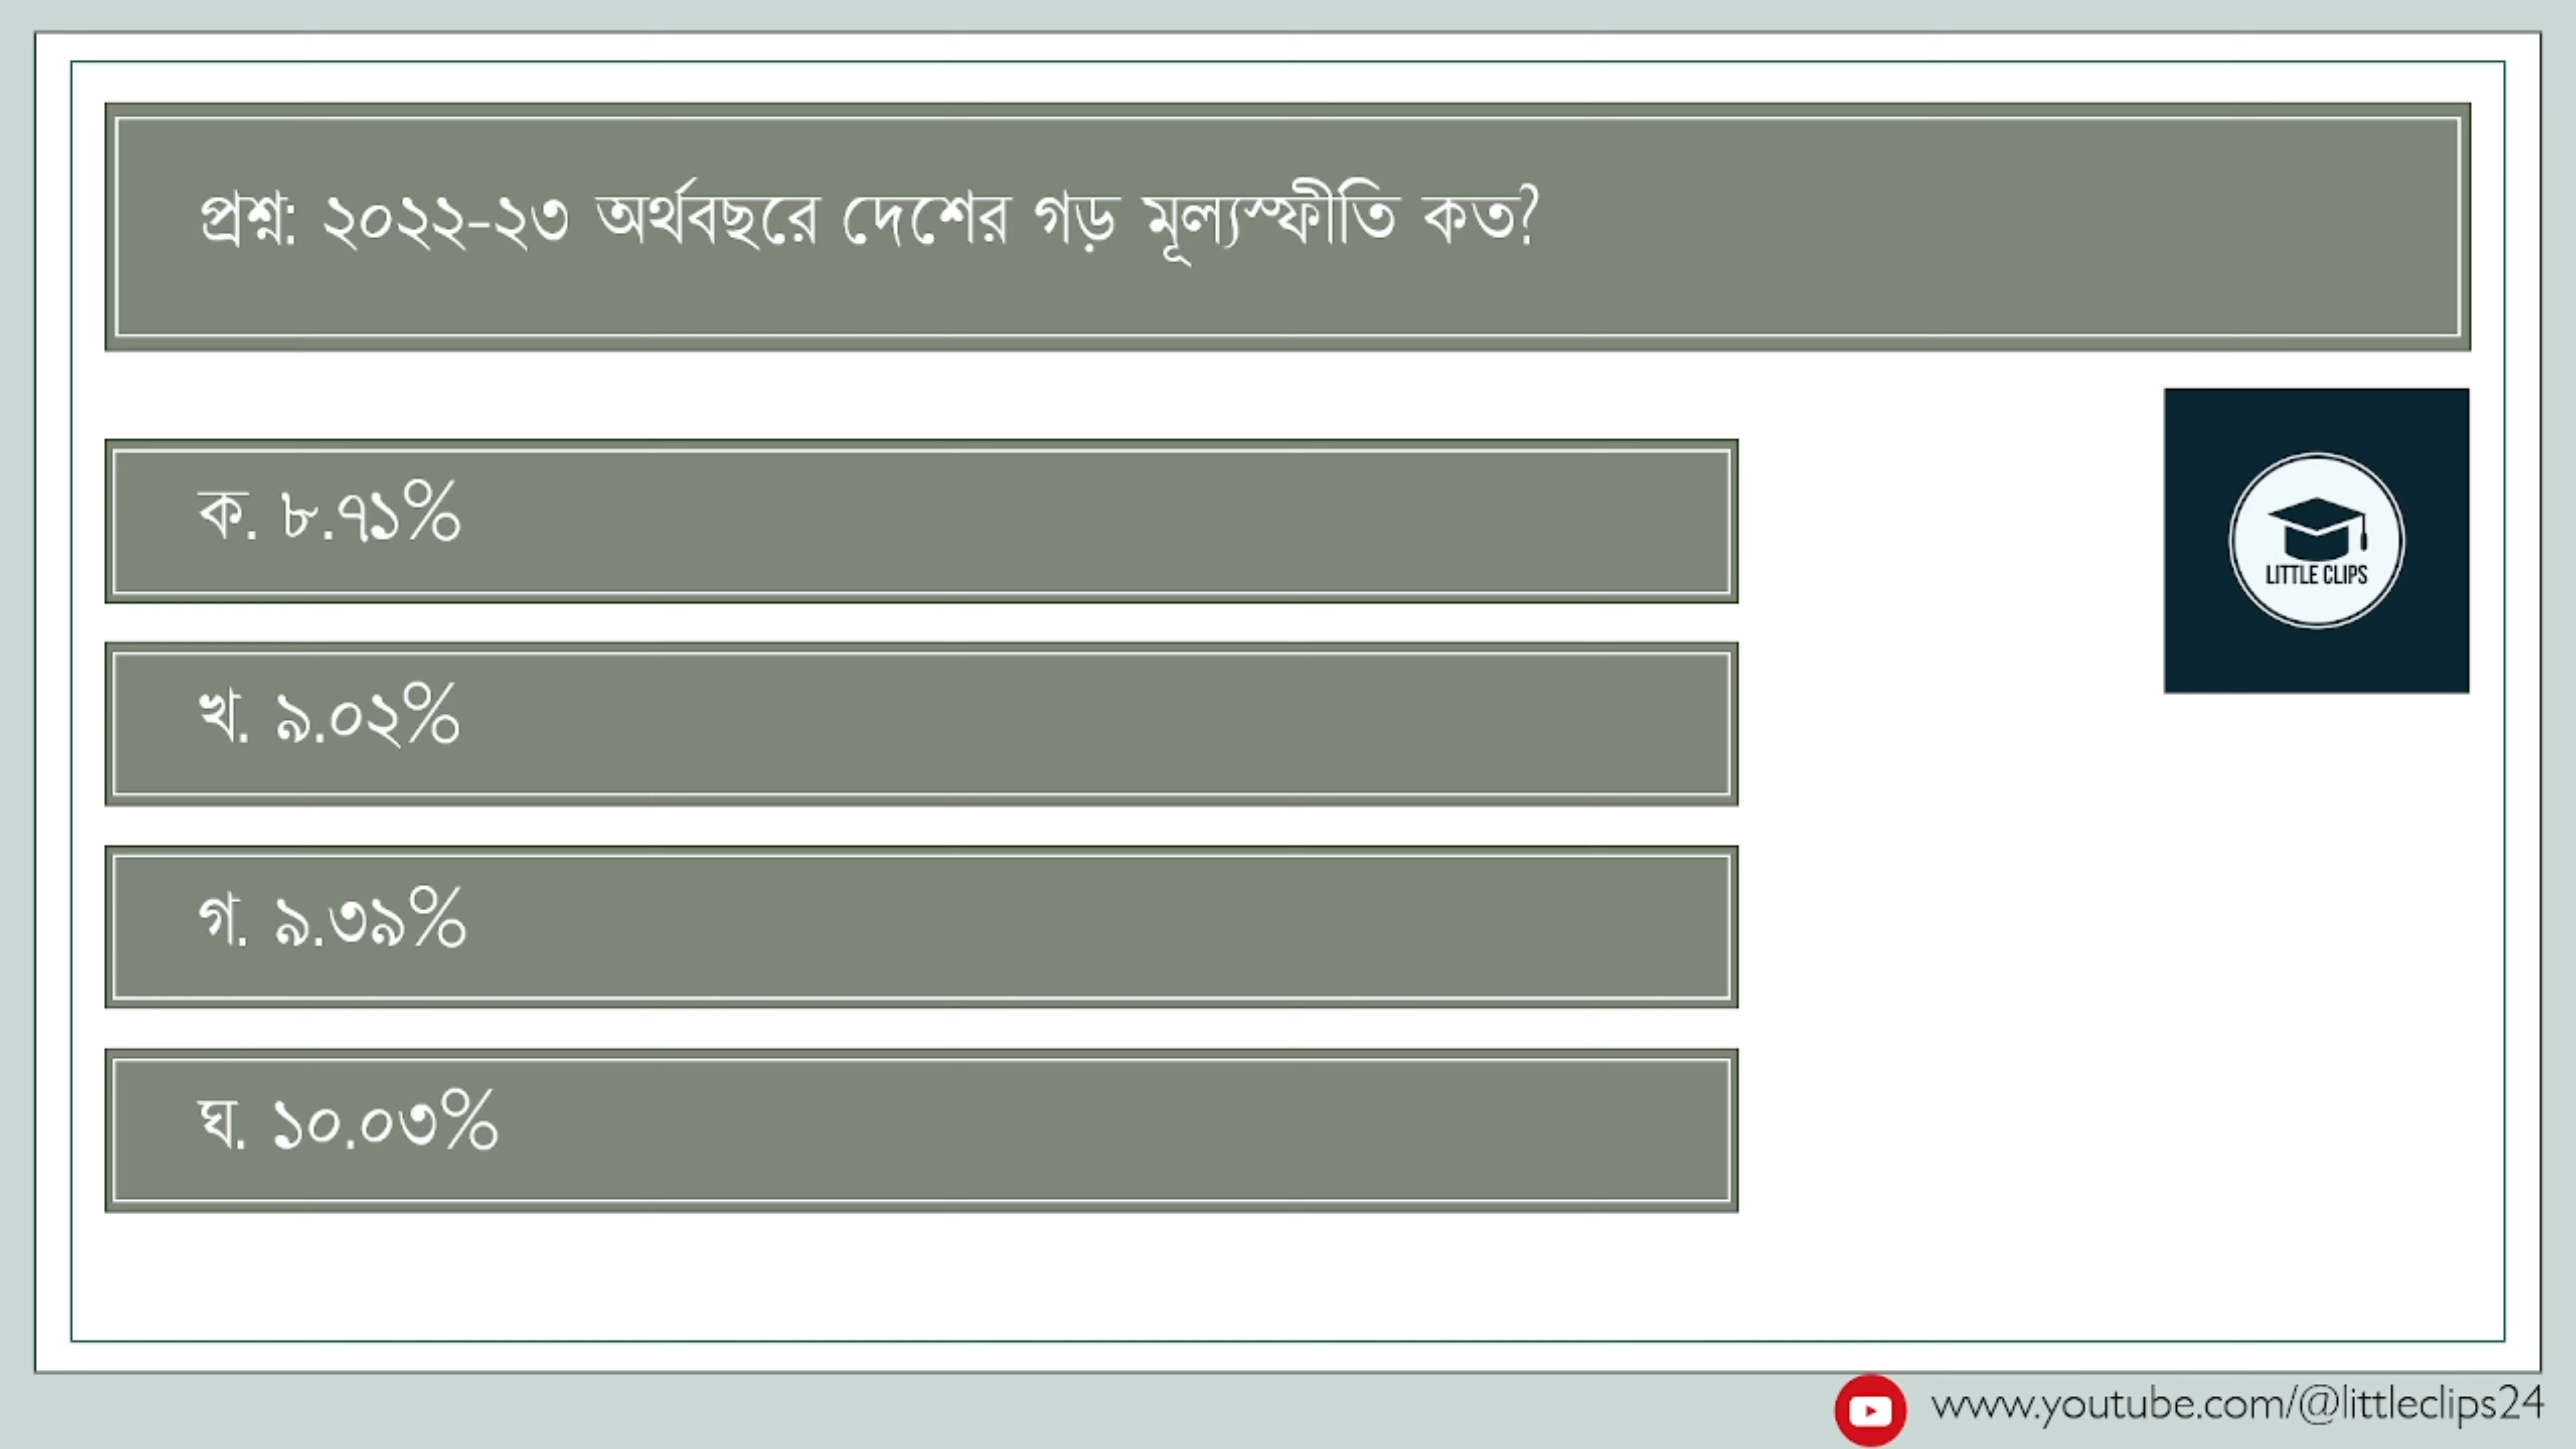 প্রশ্ন: ২০২২-২৩ অর্থবছরে দেশের গড় মূল্যস্ফীতি কত?
ক. ৮.৭১%
খ. ৯.০২%
গ. ৯.৩৯%
ঘ. ১০.০৩%
LITTLE CLIPS
www.youtube.com/@littleclips24